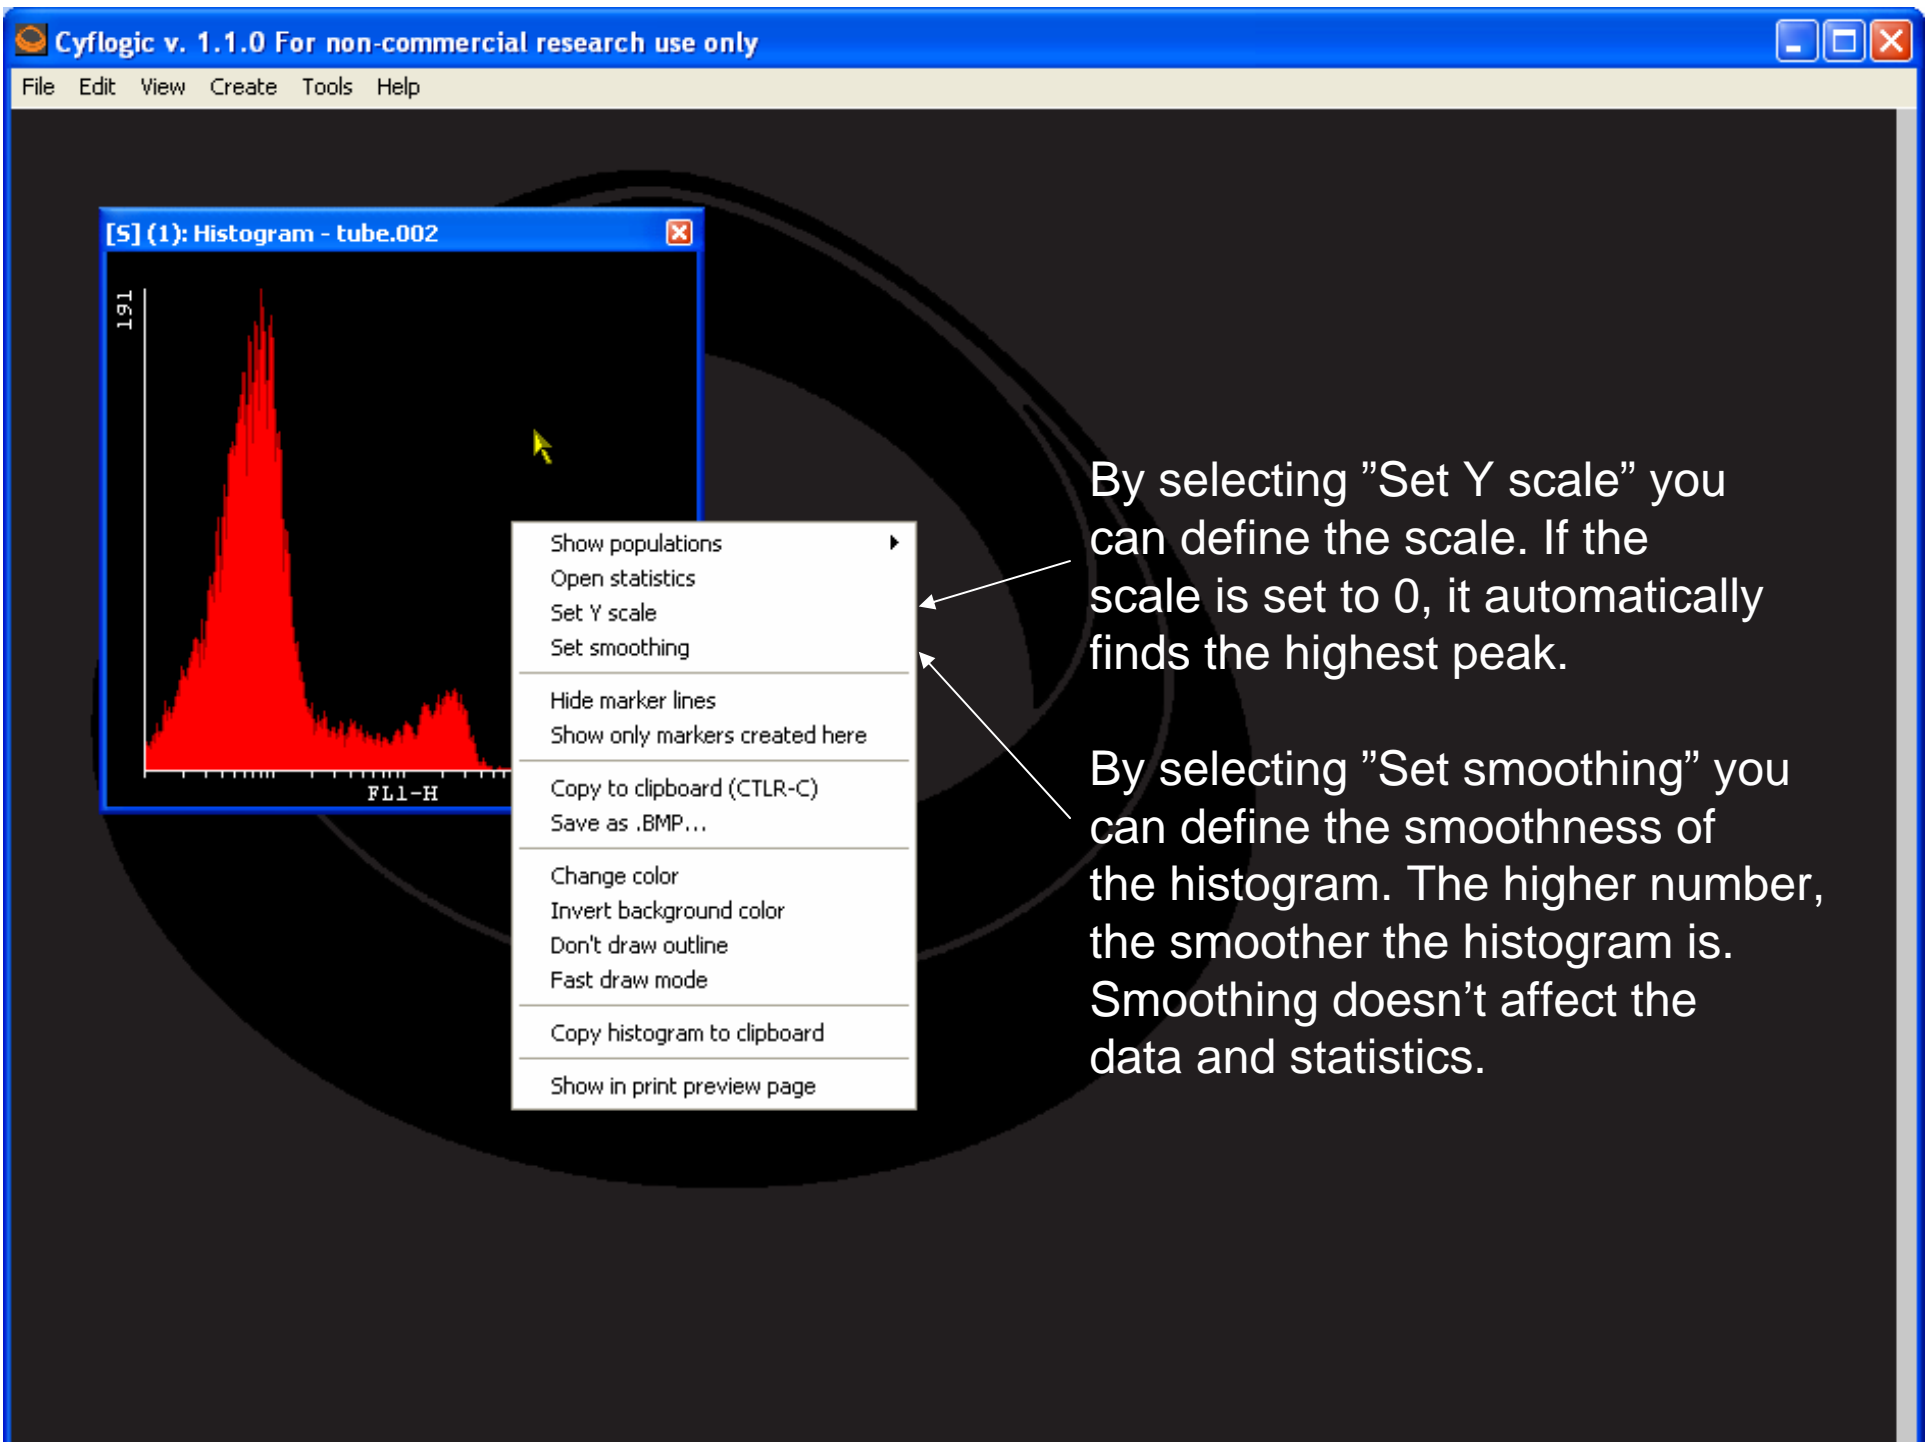 Cyflogic v. 1.1.0 For non-commercial research use only
File Edit View Create Tools Help
[S] (1): Histogram - tube.002
191
FL1-H
Show populations
Open statistics
Set Y scale
Set smoothing
Hide marker lines
Show only markers created here
Copy to clipboard (CTLR-C)
Save as .BMP...
Change color
Invert background color
Don't draw outline
Fast draw mode
Copy histogram to clipboard
Show in print preview page
By selecting ”Set Y scale” you
can define the scale. If the
scale is set to 0, it automatically
finds the highest peak.
By selecting ”Set smoothing” you
can define the smoothness of
the histogram. The higher number,
the smoother the histogram is.
Smoothing doesn’t affect the
data and statistics.